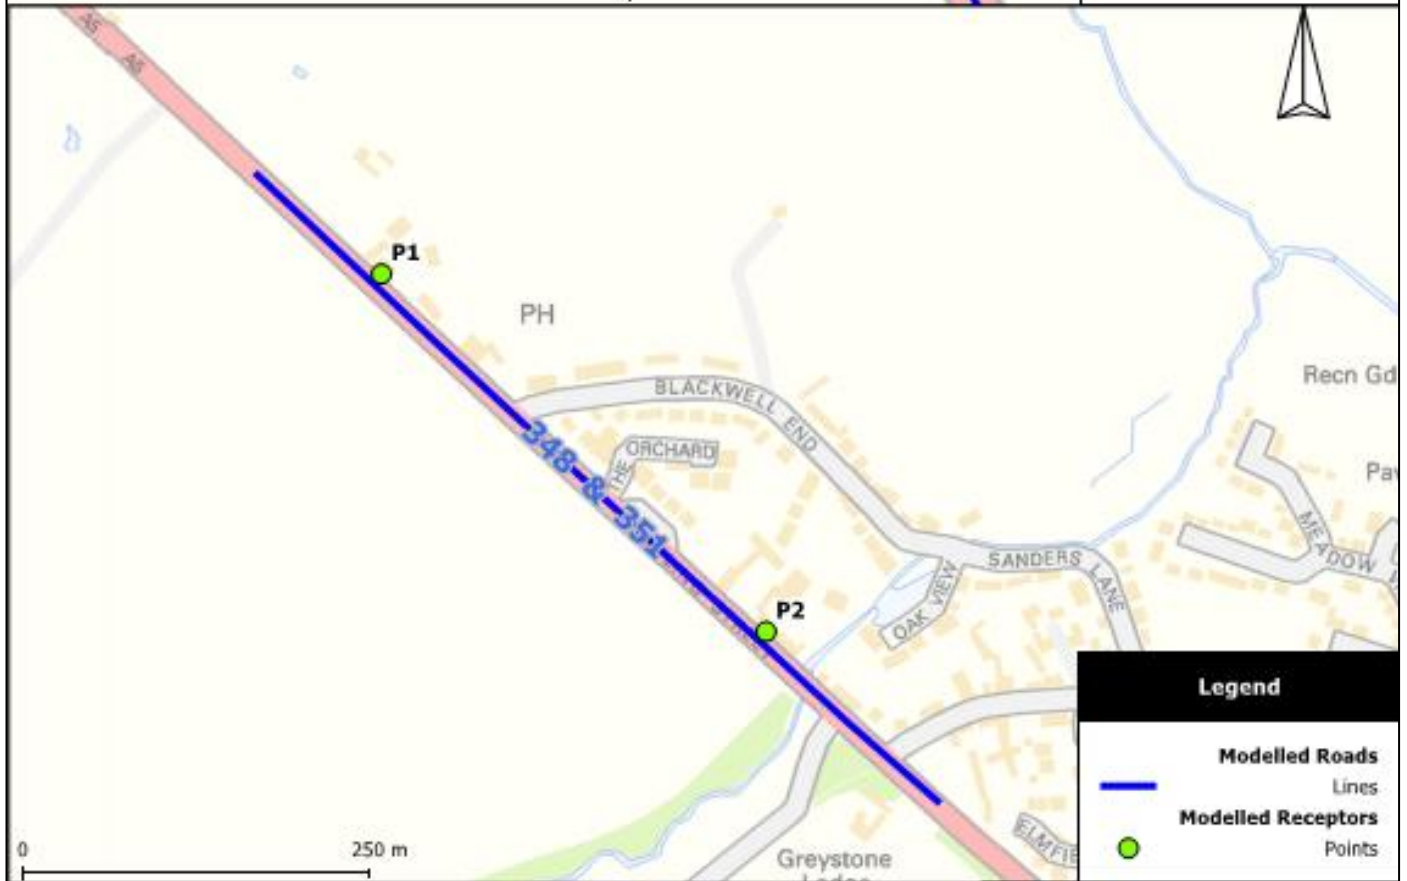 A5
A5
P1
PH
BLACKWELL END
Recn Gd
348 & 351
THE ORCHARD
MEADOW
SANDERS LANE
P2
OAK VIEW
Legend
Modelled Roads
Lines
Modelled Receptors
Points
0 250 m
Greystone